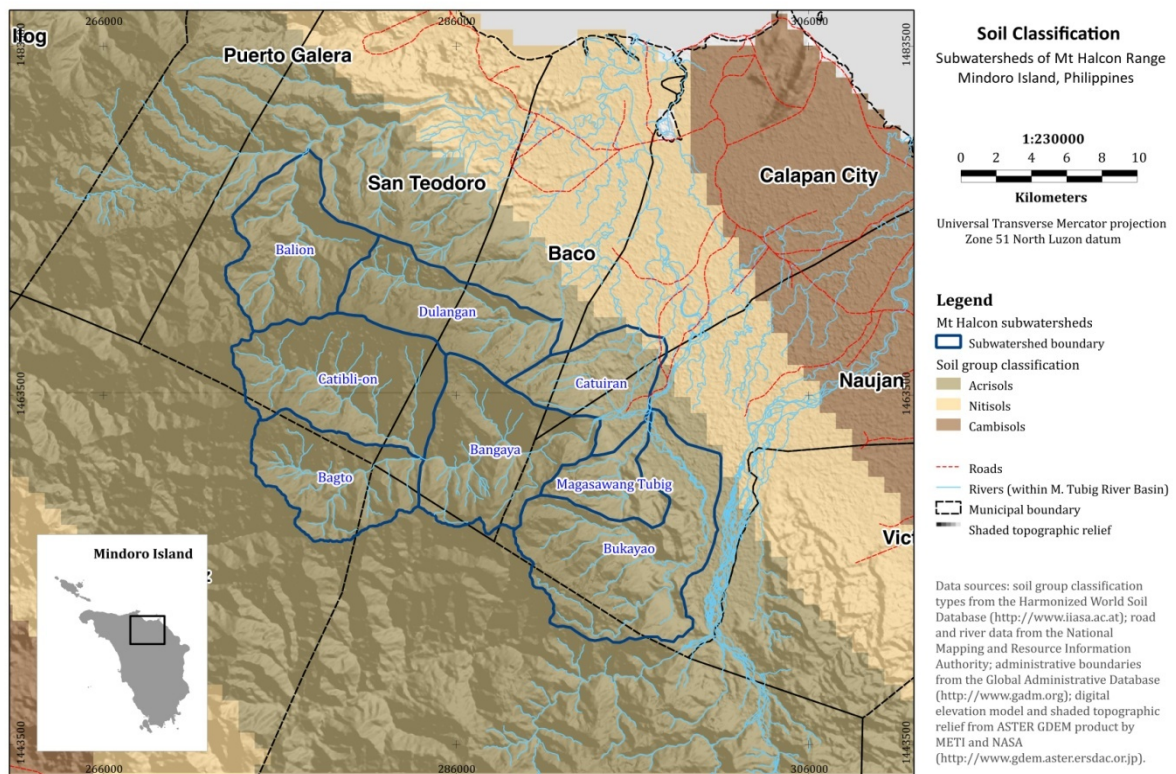 266000
286000
306000
1483500
1483500
Puerto Galera
San Teodoro
Calapan City
Baco
Naujan
Balion
Dulangan
Catibli-on
Catuiran
Bangaya
Bagto
Magasawang Tubig
Bukayao
1463500
1463500
Mindoro Island
1443500
1443500
266000
286000
306000
Soil Classification
Subwatersheds of Mt Halcon Range
Mindoro Island, Philippines
1:230000
0 2 4 6 8 10
Kilometers
Universal Transverse Mercator projection
Zone 51 North Luzon datum
Legend
Mt Halcon subwatersheds
Subwatershed boundary
Soil group classification
Acrisols
Nitisols
Cambisols
Roads
Rivers (within M. Tubig River Basin)
Municipal boundary
Shaded topographic relief
Data sources: soil group classification
types from the Harmonized World Soil
Database (http://www.iiasa.ac.at); road
and river data from the National
Mapping and Resource Information
Authority; administrative boundaries
from the Global Administrative Database
(http://www.gadm.org); digital
elevation model and shaded topographic
relief from ASTER GDEM product by
METI and NASA
(http://www.gdem.aster.ersdac.or.jp).